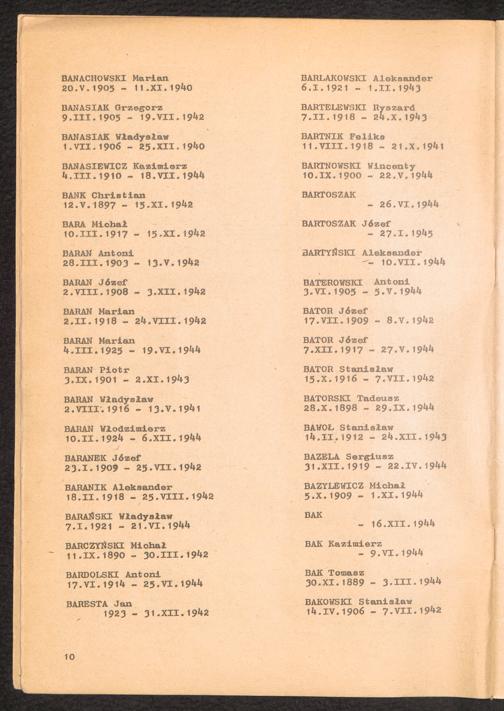 BANACHOWSKI Marian
20.V.1905 - 11.XI.1940
BANASIAK Grzegorz
9.III.1905 - 19.VII.1942
BANASIAK Władysław
1.VII.1906 - 25.XII.1940
BANASIEWICZ Kazimierz
4.III.1910 - 18.VII.1944
BANK Christian
12.V.1897 - 15.XI.1942
BARA Michał
10.III.1917 - 15.XI.1942
BARAN Antoni
28.III.1903 - 13.V.1942
BARAN Józef
2.VIII.1908 - 3.XII.1942
BARAN Marian
2.II.1918 - 24.VIII.1942
BARAN Marian
4.III.1925 - 19.VI.1944
BARAN Piotr
3.IX.1901 - 2.XI.1943
BARAN Władysław
2.VIII.1916 - 13.V.1941
BARAN Włodzimierz
10.II.1924 - 6.XII.1944
BARANEK Józef
23.I.1909 - 25.VII.1942
BARANIK Aleksander
18.II.1918 - 25.VIII.1942
BARAŃSKI Władysław
7.I.1921 - 21.VI.1944
BARCZYŃSKI Michał
11.IX.1890 - 30.III.1942
BARDOLSKI Antoni
17.VI.1914 - 25.VI.1944
BARESTA Jan
1923 - 31.XII.1942
10
BARŁAKOWSKI Aleksander
6.I.1921 - 1.II.1943
BARTELEWSKI Ryszard
7.II.1918 - 24.X.1943
BARTNIK Feliks
11.VIII.1918 - 21.X.1941
BARTNOWSKI Wincenty
10.IX.1900 - 22.V.1944
BARTOSZAK
- 26.VI.1944
BARTOSZAK Józef
- 27.I.1945
BARTYŃSKI Aleksander
- 10.VII.1944
BATEROWSKI Antoni
3.VI.1905 - 5.V.1944
BATOR Józef
17.VII.1909 - 8.V.1942
BATOR Józef
7.XII.1917 - 27.V.1944
BATOR Stanisław
15.X.1916 - 7.VII.1942
BATORSKI Tadeusz
28.X.1898 - 29.IX.1944
BAWOŁ Stanisław
14.II.1912 - 24.XII.1943
BAZELA Sergiusz
31.XII.1919 - 22.IV.1944
BAZYLEWICZ Michał
5.X.1909 - 1.XI.1944
BAK
- 16.XII.1944
BAK Kazimierz
- 9.VI.1944
BAK Tomasz
30.XI.1889 - 3.III.1944
BAKOWSKI Stanisław
14.IV.1906 - 7.VII.1942